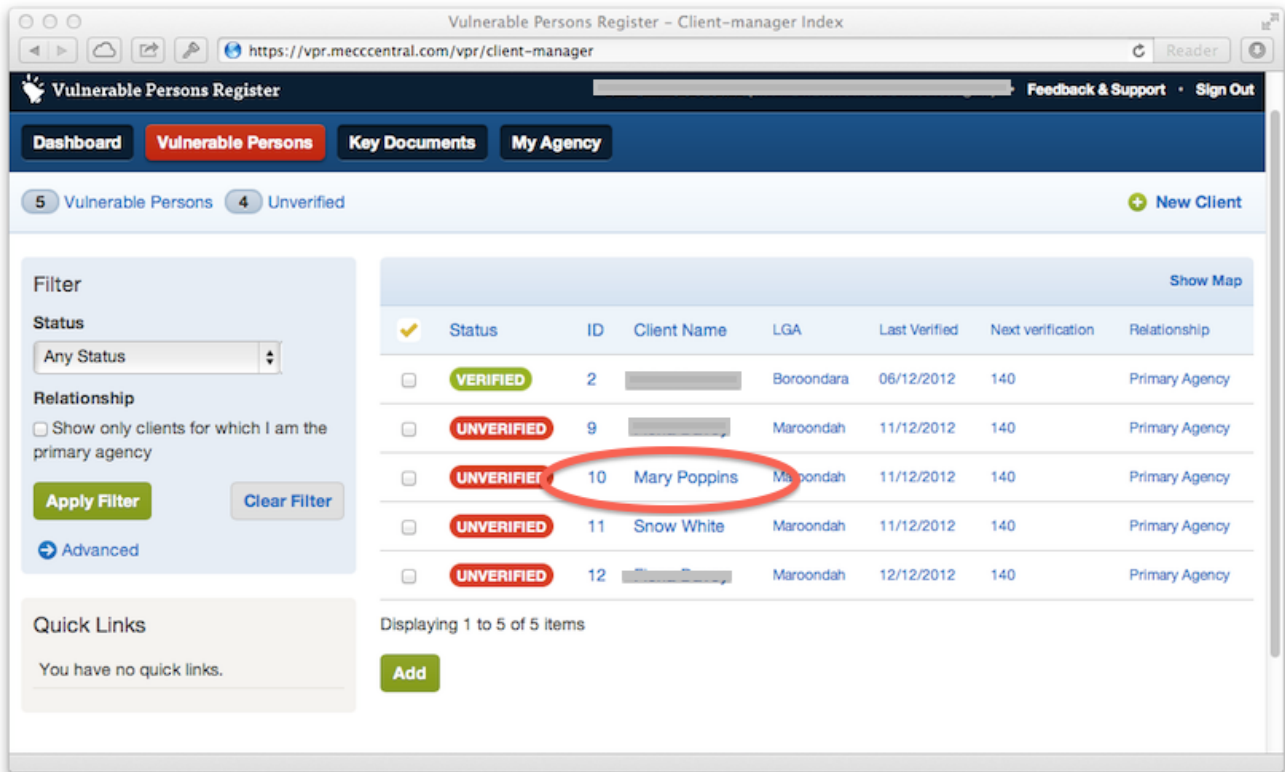 Vulnerable Persons Register – Client-manager Index
https://vpr.mecccentral.com/vpr/client-manager
Reader
Vulnerable Persons Register
Feedback & Support • Sign Out
Dashboard Vulnerable Persons Key Documents My Agency
5 Vulnerable Persons 4 Unverified
New Client
Filter
Status
Any Status
Relationship
Show only clients for which I am the
primary agency
Apply Filter Clear Filter
Advanced
Quick Links
You have no quick links.
Show Map
Status ID Client Name LGA Last Verified Next verification Relationship
VERIFIED 2 Boroondara 06/12/2012 140 Primary Agency
UNVERIFIED 9 Maroondah 11/12/2012 140 Primary Agency
UNVERIFIED 10 Mary Poppins Maroondah 11/12/2012 140 Primary Agency
UNVERIFIED 11 Snow White Maroondah 11/12/2012 140 Primary Agency
UNVERIFIED 12 Maroondah 12/12/2012 140 Primary Agency
Displaying 1 to 5 of 5 items
Add